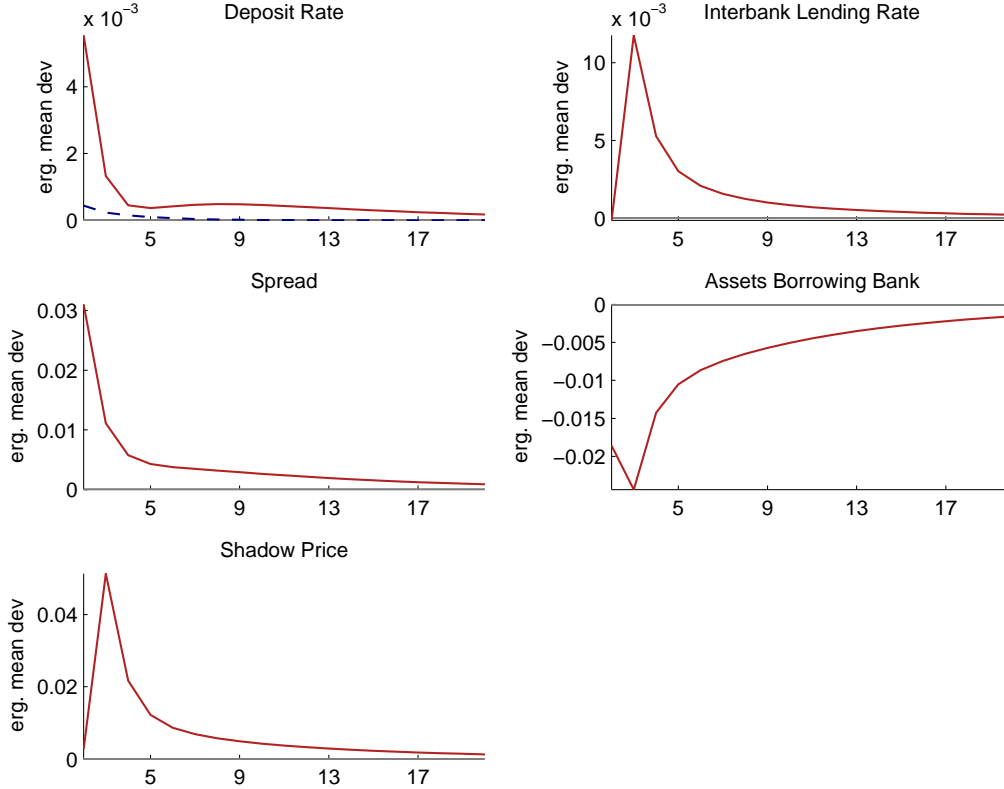 Deposit Rate
x 10⁻³
erg. mean dev
4
2
0
5 9 13 17
Interbank Lending Rate
x 10⁻³
erg. mean dev
10
5
0
5 9 13 17
Spread
erg. mean dev
0.03
0.02
0.01
0
5 9 13 17
Assets Borrowing Bank
erg. mean dev
0
−0.005
−0.01
−0.015
−0.02
5 9 13 17
Shadow Price
erg. mean dev
0.04
0.02
0
5 9 13 17